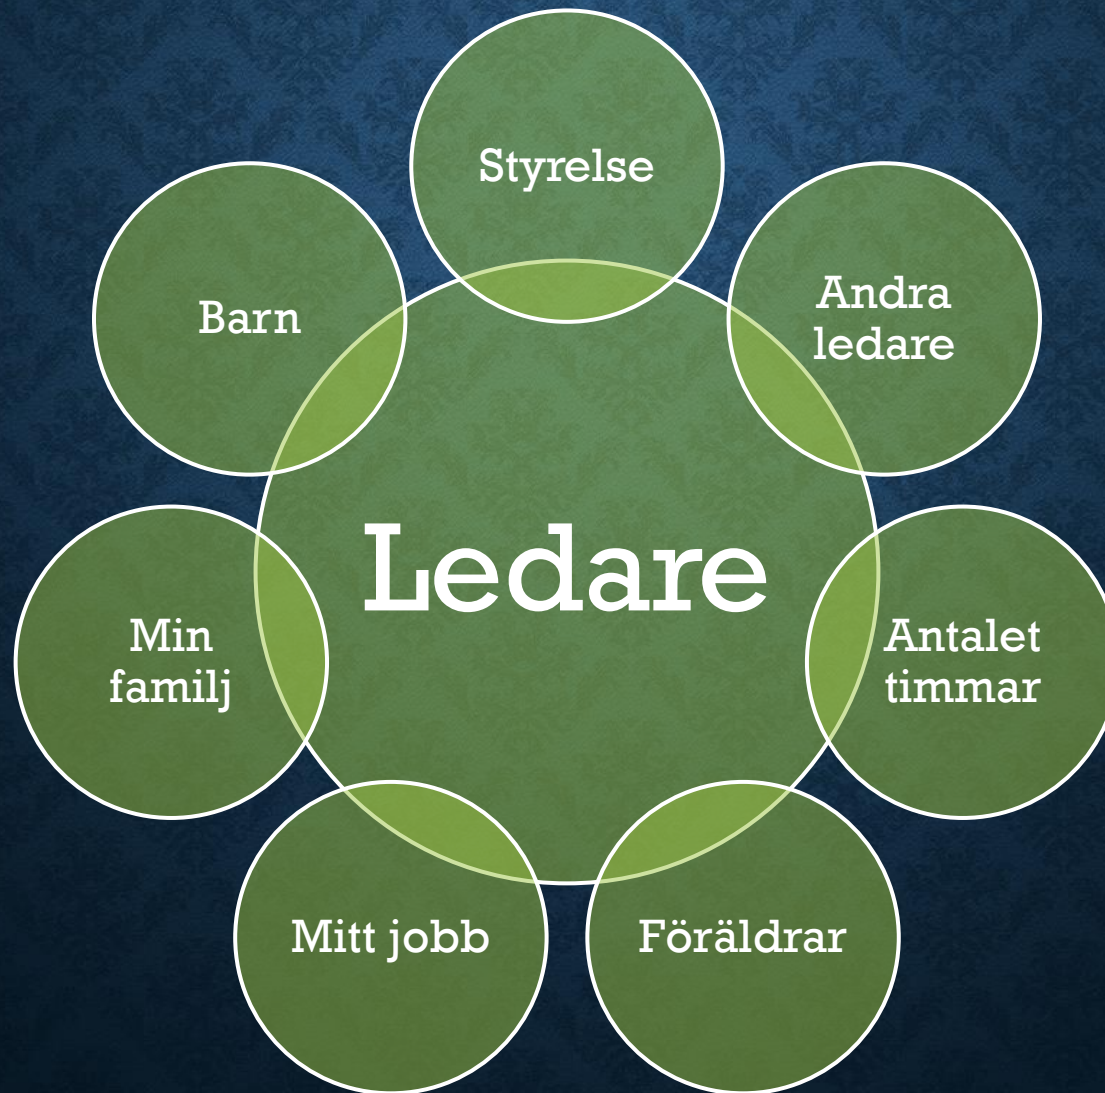 Styrelse
Andra
ledare
Antalet
timmar
Föräldrar
Mitt jobb
Min
familj
Barn
Ledare